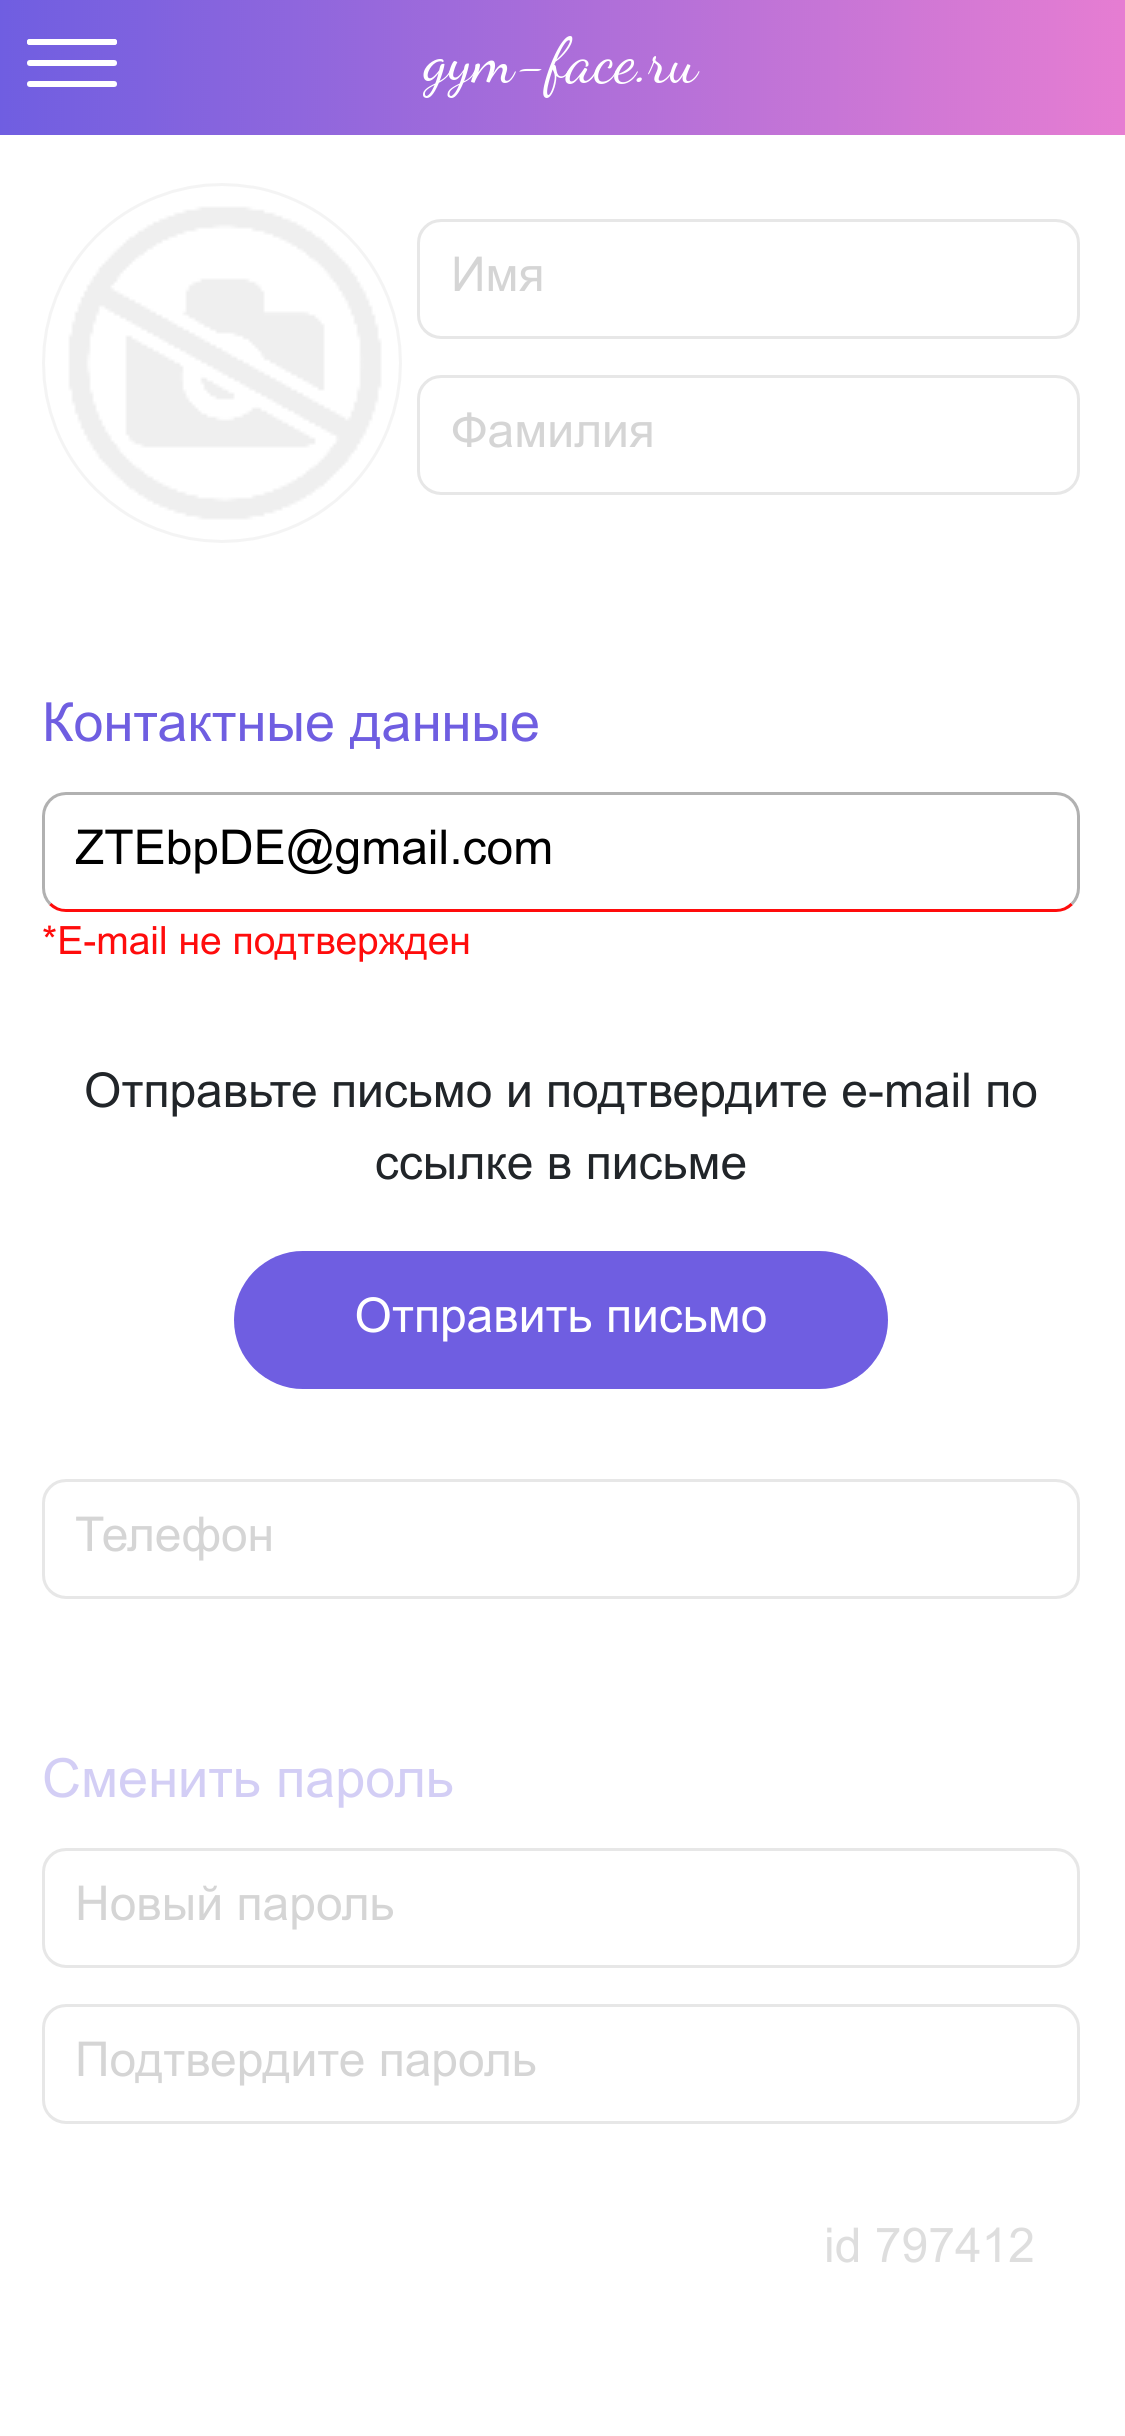 gym-face.ru
Имя
Фамилия
Контактные данные
ZTEbpDE@gmail.com
*E-mail не подтвержден
Отправьте письмо и подтвердите e-mail по
ссылке в письме
Отправить письмо
Телефон
Сменить пароль
Новый пароль
Подтвердите пароль
id 797412